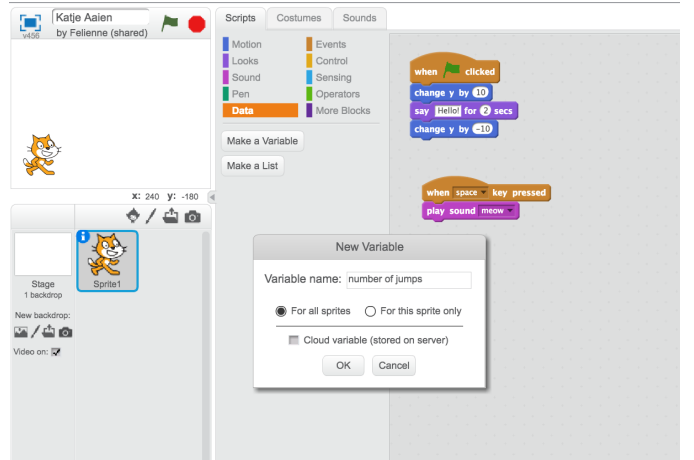 Katje Aaien
by Felienne (shared)
v456
X: 240 y: -180
Stage
1 backdrop
New backdrop:
Video on:
Sprite1
Scripts Costumes Sounds
Motion Events
Looks Control
Sound Sensing
Pen Operators
Data More Blocks
Make a Variable
Make a List
when clicked
change y by 10
say Hello! for 2 secs
change y by -10
when space key pressed
play sound meow
New Variable
Variable name: number of jumps
For all sprites For this sprite only
Cloud variable (stored on server)
OK Cancel